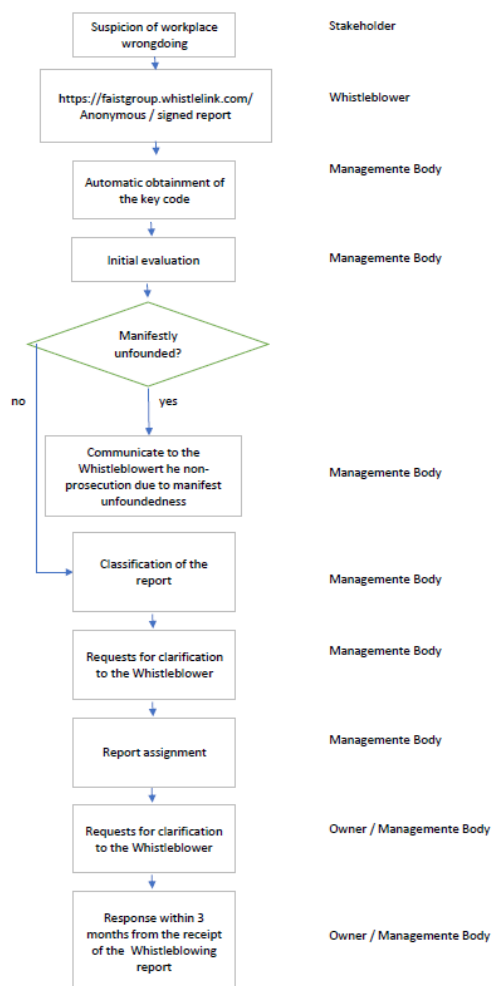 Suspicion of workplace
wrongdoing
Stakeholder
https://faistgroup.whistlelink.com/
Anonymous / signed report
Whistleblower
Automatic obtainment of
the key code
Managemente Body
Initial evaluation
Managemente Body
Manifestly
unfounded?
no
yes
Communicate to the
Whistleblowert he non-
prosecution due to manifest
unfoundedness
Managemente Body
Classification of the
report
Managemente Body
Requests for clarification
to the Whistleblower
Managemente Body
Report assignment
Managemente Body
Requests for clarification
to the Whistleblower
Owner / Managemente Body
Response within 3
months from the receipt
of the Whistleblowing
report
Owner / Managemente Body